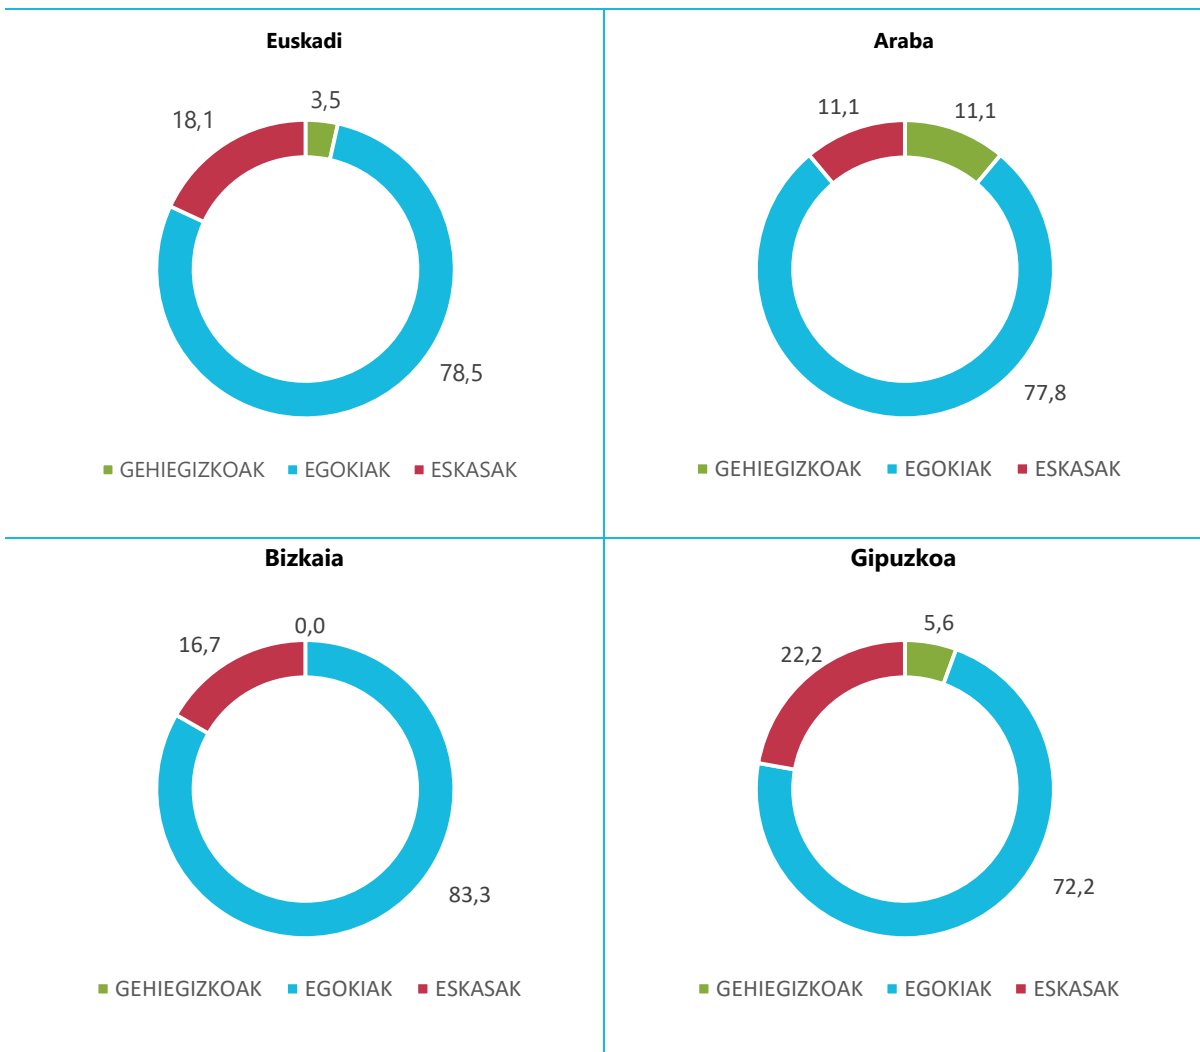 Euskadi
3,5
18,1
78,5
GEHIEGIZKOAK EGOKIAK ESKASAK
Araba
11,1
11,1
77,8
GEHIEGIZKOAK EGOKIAK ESKASAK
Bizkaia
0,0
16,7
83,3
GEHIEGIZKOAK EGOKIAK ESKASAK
Gipuzkoa
5,6
22,2
72,2
GEHIEGIZKOAK EGOKIAK ESKASAK